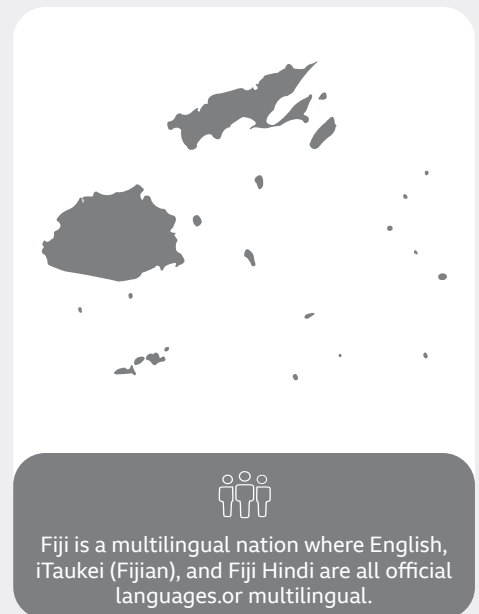 Fiji is a multilingual nation where English,
iTaukei (Fijian), and Fiji Hindi are all official
languages.or multilingual.